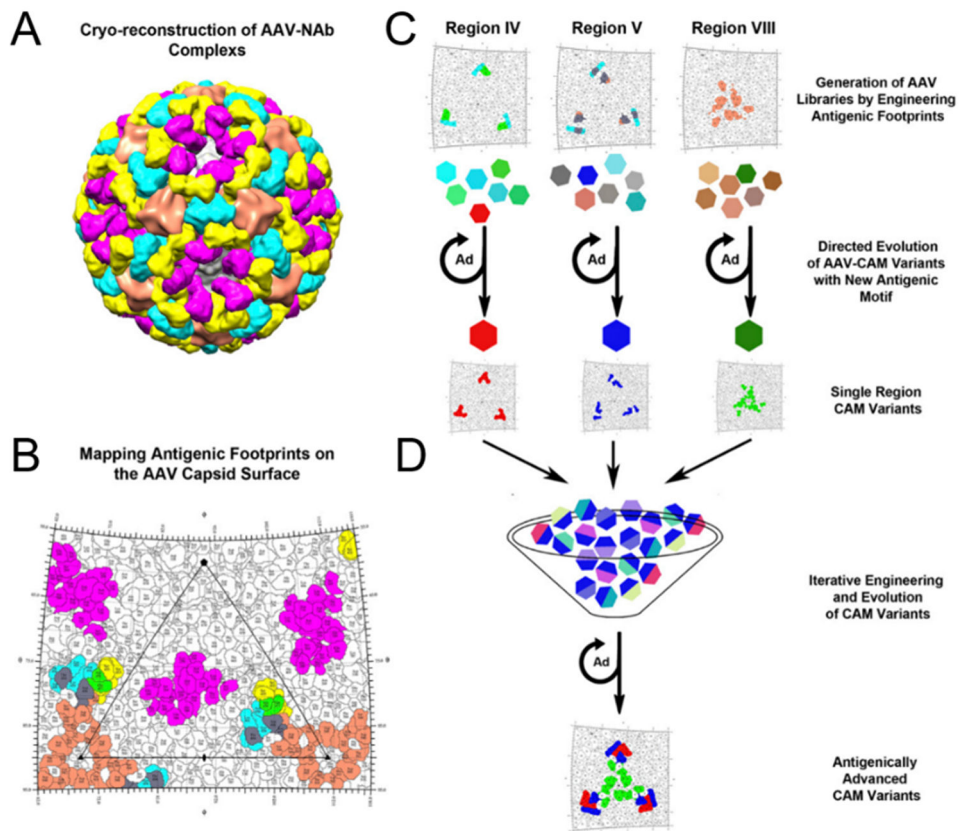 A
Cryo-reconstruction of AAV-NAb
Complexs
B
Mapping Antigenic Footprints on
the AAV Capsid Surface
C
Region IV
Region V
Region VIII
Generation of AAV
Libraries by Engineering
Antigenic Footprints
Ad
Ad
Ad
Directed Evolution
of AAV-CAM Variants
with New Antigenic
Motif
Single Region
CAM Variants
D
Iterative Engineering
and Evolution
of CAM Variants
Ad
Antigenically
Advanced
CAM Variants